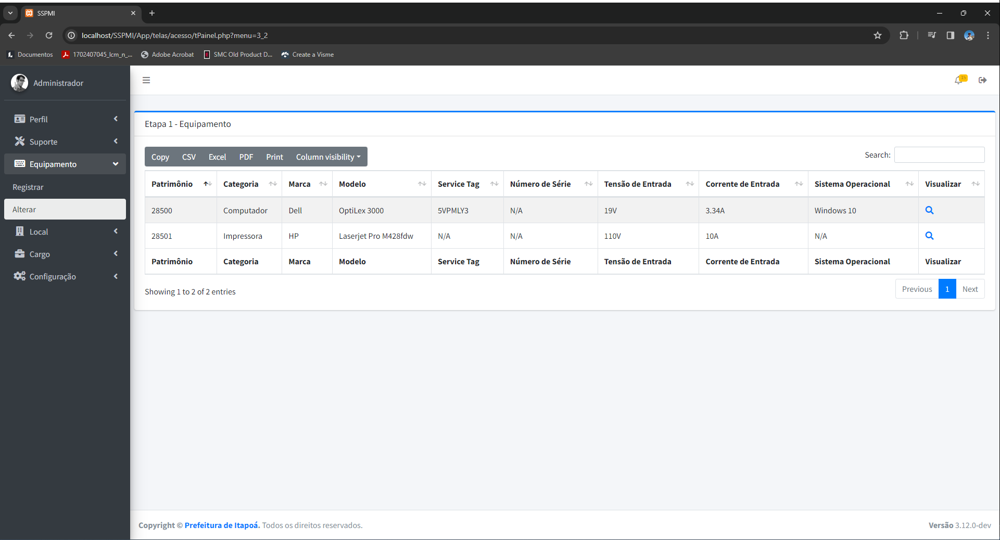 SSPMI
localhost/SSPMI/App/telas/acesso/tPainel.php?menu=3_2
Documentos 1702407045_lcm_n_... Adobe Acrobat SMC Old Product D... Create a Visme
Administrador
15
Perfil
Suporte
Equipamento
Registrar
Alterar
Local
Cargo
Configuração
Etapa 1 - Equipamento
Copy CSV Excel PDF Print Column visibility
Search:
Patrimônio Categoria Marca Modelo Service Tag Número de Série Tensão de Entrada Corrente de Entrada Sistema Operacional Visualizar
28500 Computador Dell OptiLex 3000 5VPMLY3 N/A 19V 3.34A Windows 10
28501 Impressora HP Laserjet Pro M428fdw N/A N/A 110V 10A N/A
Patrimônio Categoria Marca Modelo Service Tag Número de Série Tensão de Entrada Corrente de Entrada Sistema Operacional Visualizar
Showing 1 to 2 of 2 entries
Previous 1 Next
Copyright © Prefeitura de Itapoá. Todos os direitos reservados.
Versão 3.12.0-dev